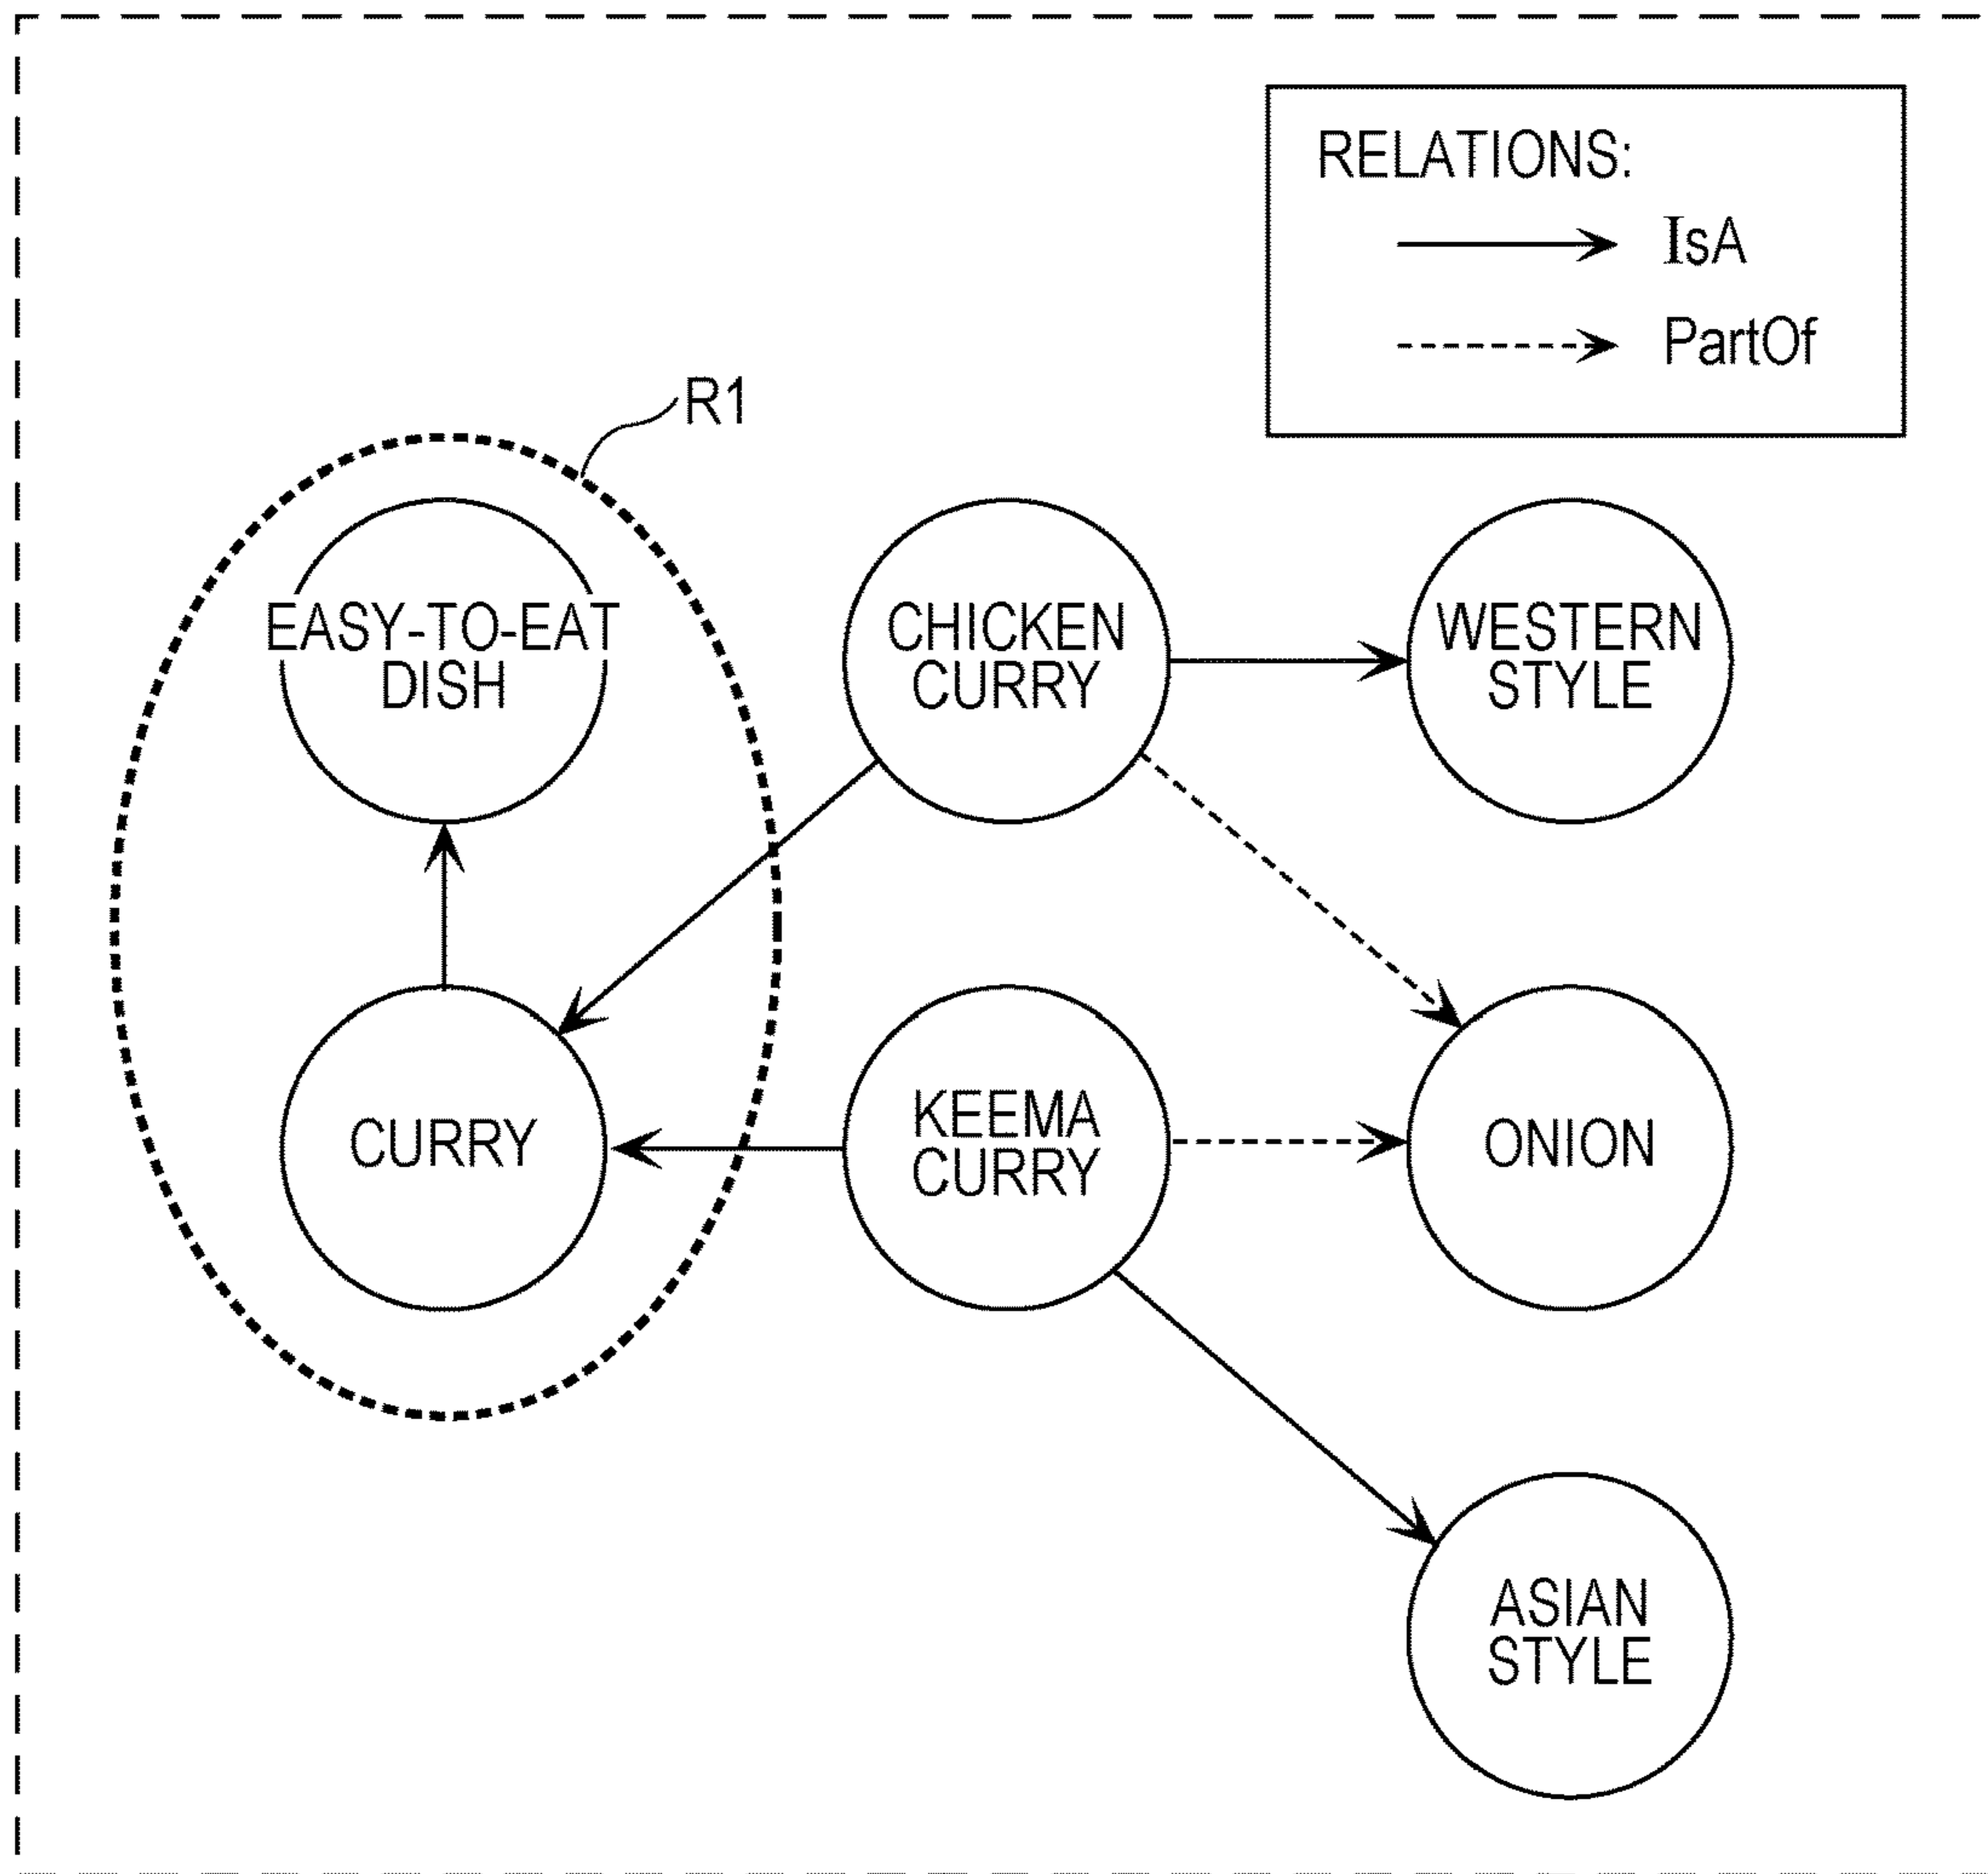 RELATIONS:
IsA
PartOf
R1
EASY-TO-EAT
DISH
CHICKEN
CURRY
WESTERN
STYLE
CURRY
KEEMA
CURRY
ONION
ASIAN
STYLE